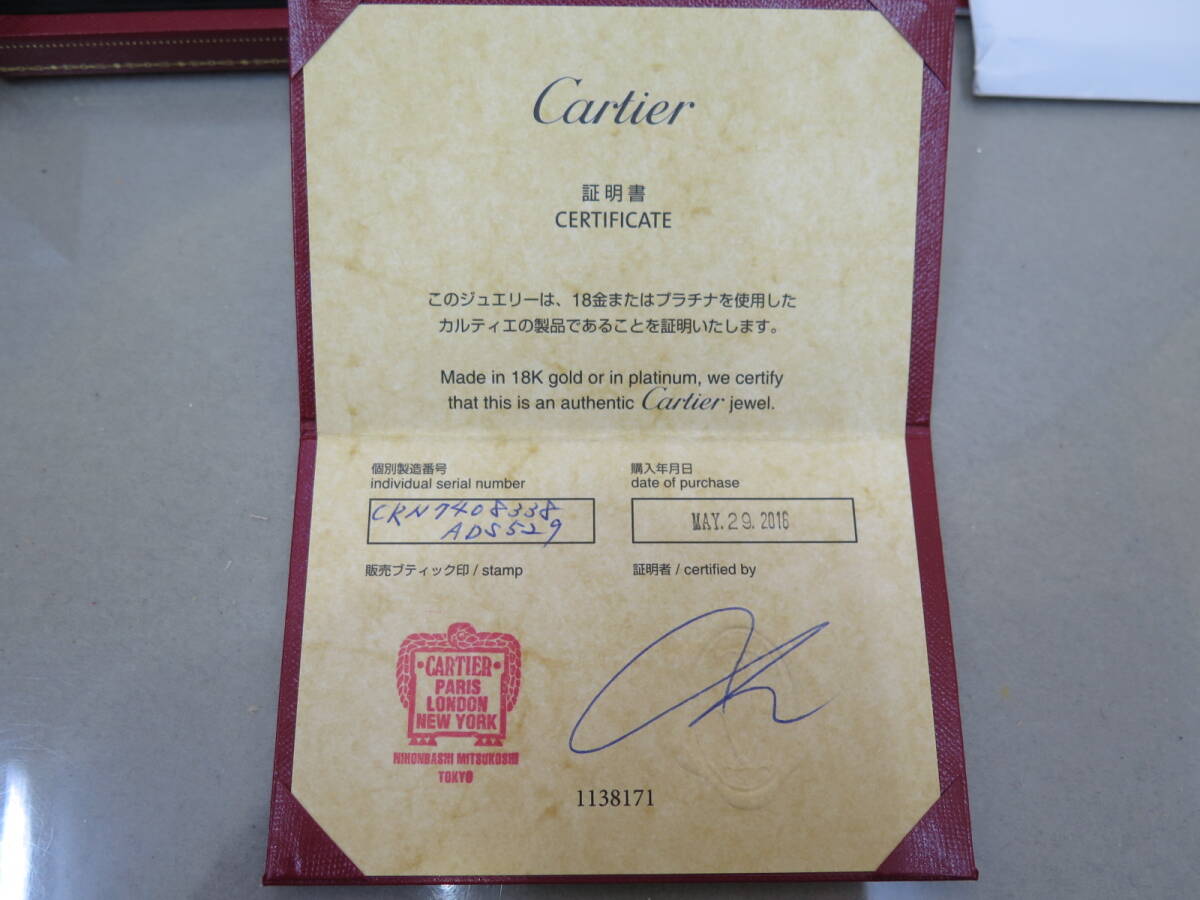 Cartier
証明書
CERTIFICATE
このジュエリーは、18金またはプラチナを使用した
カルティエの製品であることを証明いたします。
Made in 18K gold or in platinum, we certify
that this is an authentic Cartier jewel.
個別製造番号
individual serial number
CRN7408338
ADS529
購入年月日
date of purchase
MAY.29.2016
販売ブティック印 / stamp
証明者 / certified by
·CARTIER·
PARIS
LONDON
NEW YORK
NIHONBASHI MITSUKOSHI
TOKYO
1138171